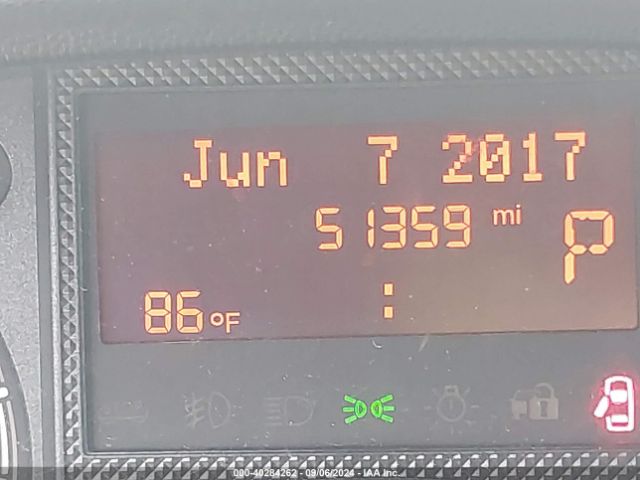 Jun 7 2017
51359 mi
P
86°F :
000-40284262 - 09/06/2024 - IAA Inc.